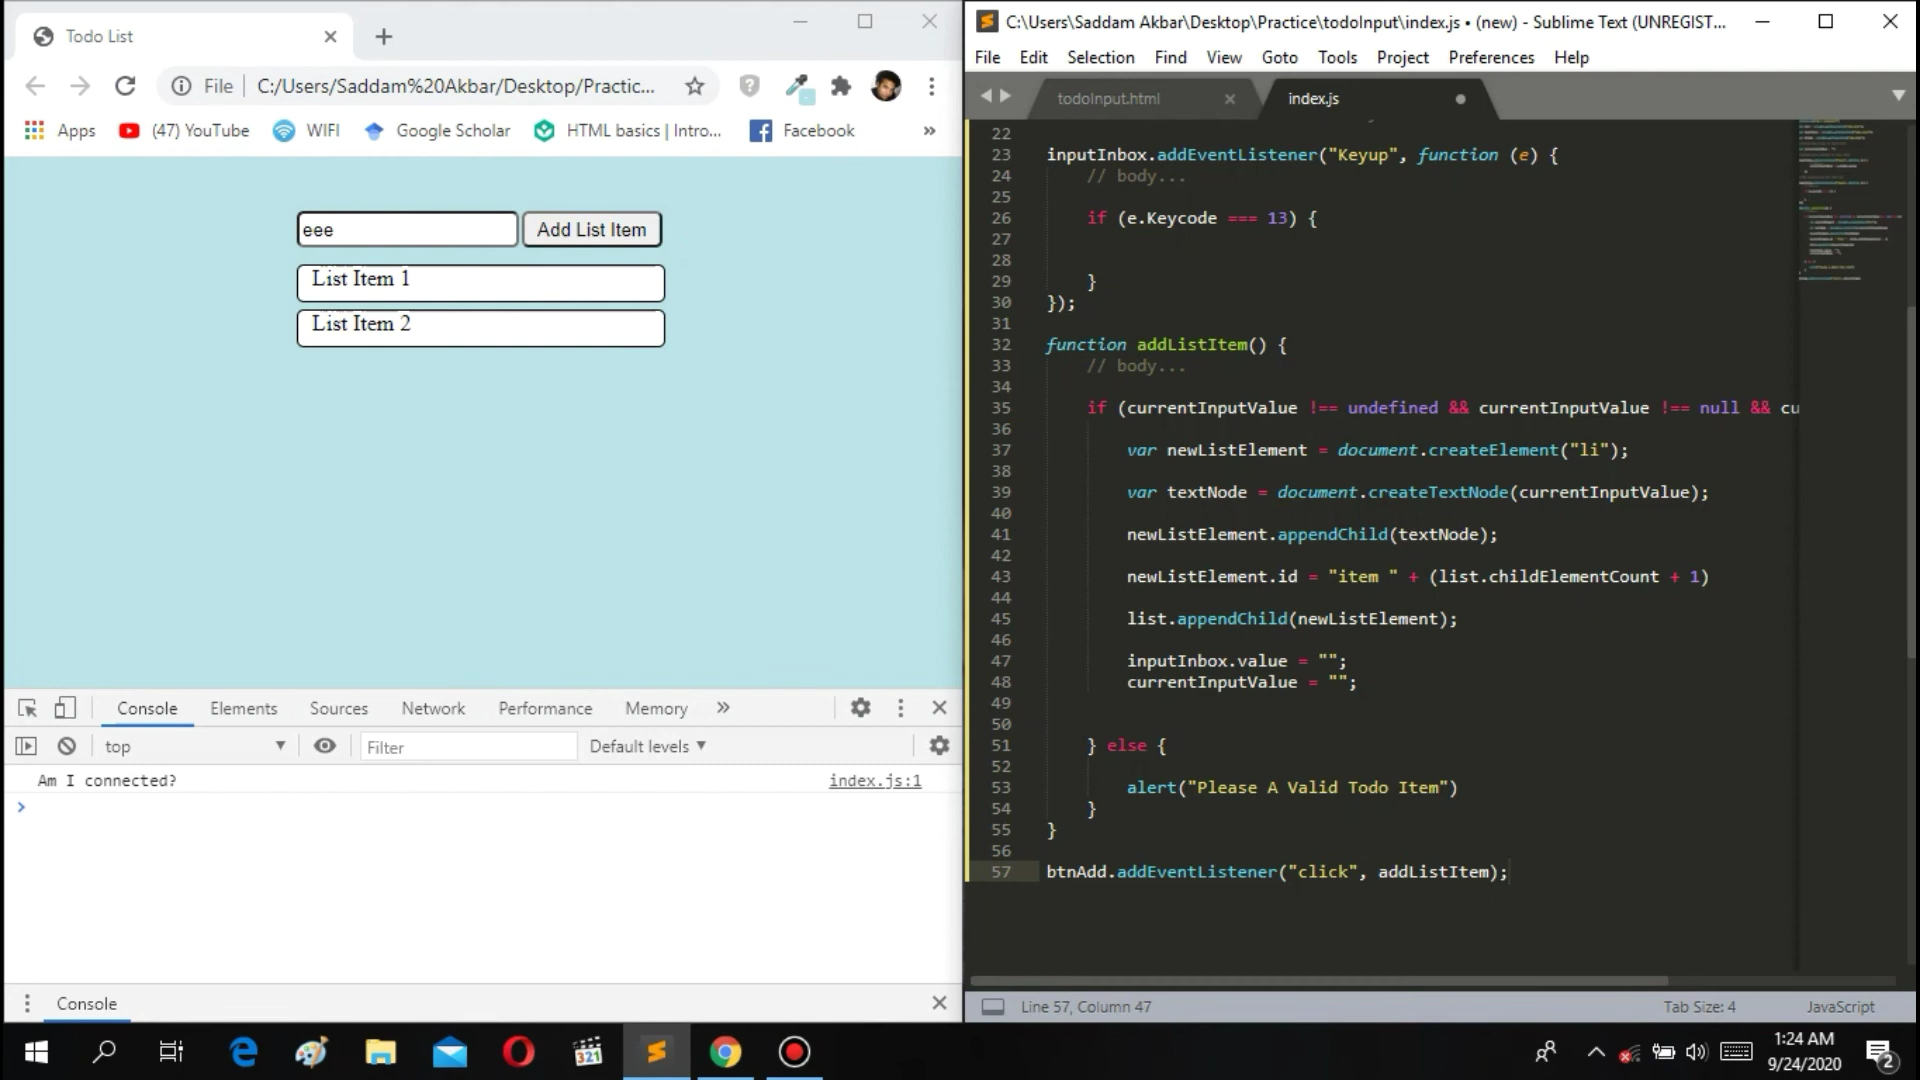 Todo List
File
C:/Users/Saddam%20Akbar/Desktop/Practic...
Apps
(47) YouTube
WIFI
Google Scholar
HTML basics | Intro...
Facebook
»
eee
Add List Item
List Item 1
List Item 2
Console
Elements
Sources
Network
Performance
Memory
»
top
Filter
Default levels
Am I connected?
index.js:1
Console
C:\Users\Saddam Akbar\Desktop\Practice\todoInput\index.js • (new) - Sublime Text (UNREGIST...
File Edit Selection Find View Goto Tools Project Preferences Help
todoInput.html
index.js
22
23 inputInbox.addEventListener("Keyup", function (e) {
24 // body...
25
26 if (e.Keycode === 13) {
27
28
29 }
30 });
31
32 function addListItem() {
33 // body...
34
35 if (currentInputValue !== undefined && currentInputValue !== null && cu
36
37 var newListElement = document.createElement("li");
38
39 var textNode = document.createTextNode(currentInputValue);
40
41 newListElement.appendChild(textNode);
42
43 newListElement.id = "item " + (list.childElementCount + 1)
44
45 list.appendChild(newListElement);
46
47 inputInbox.value = "";
48 currentInputValue = "";
49
50
51 } else {
52
53 alert("Please A Valid Todo Item")
54 }
55 }
56
57 btnAdd.addEventListener("click", addListItem);
Line 57, Column 47
Tab Size: 4
JavaScript
321
1:24 AM
9/24/2020
2